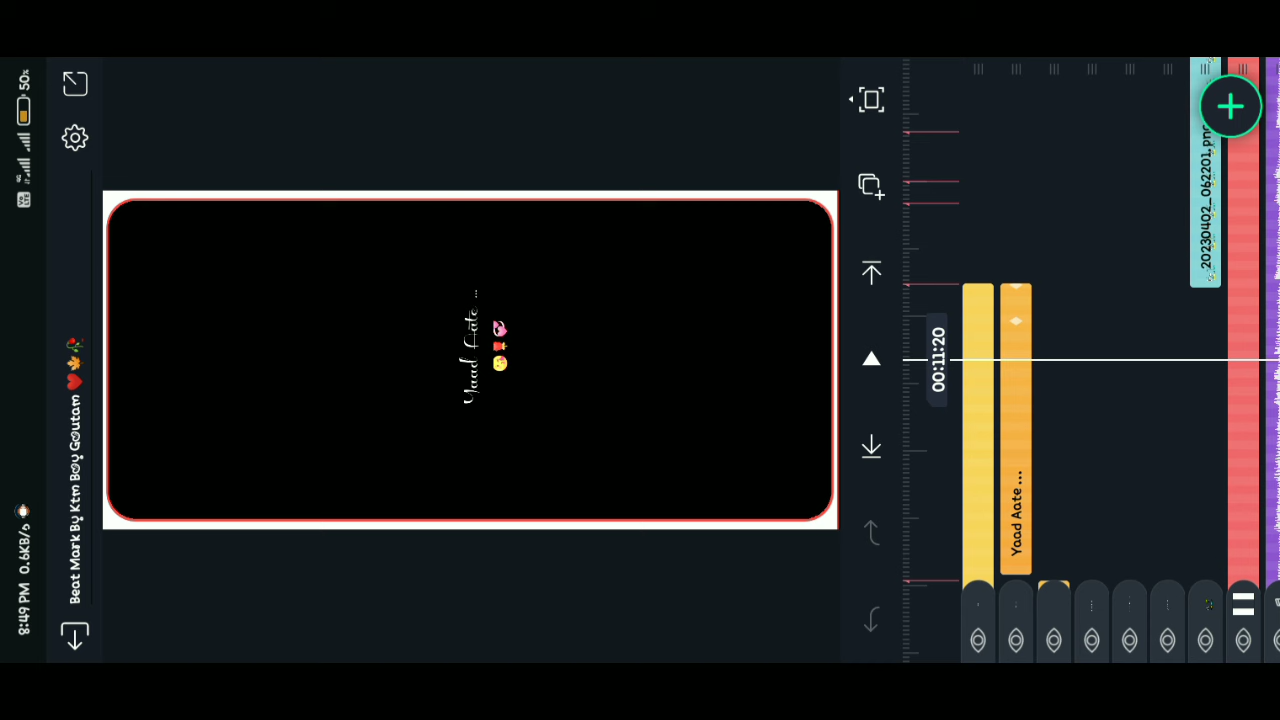 8:49 PM 0.6KB/s 4G 50%
Beat Mark By Ktm Boy Goutam ❤️🍁🥀
Yaad Aate ...
00:11:20
Yaad Aate ...
20230402_062201.png